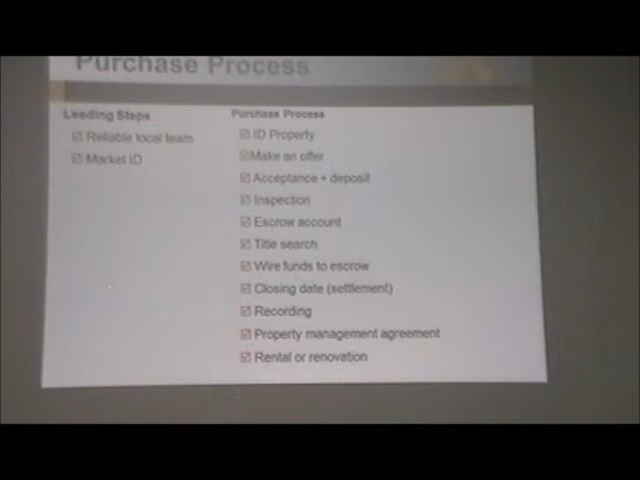 Purchase Process
Leeding Steps
Reliable local team
Market ID
Purchase Process
ID Property
Make an offer
Acceptance + deposit
Inspection
Escrow account
Title search
Wire funds to escrow
Closing date (settlement)
Recording
Property management agreement
Rental or renovation